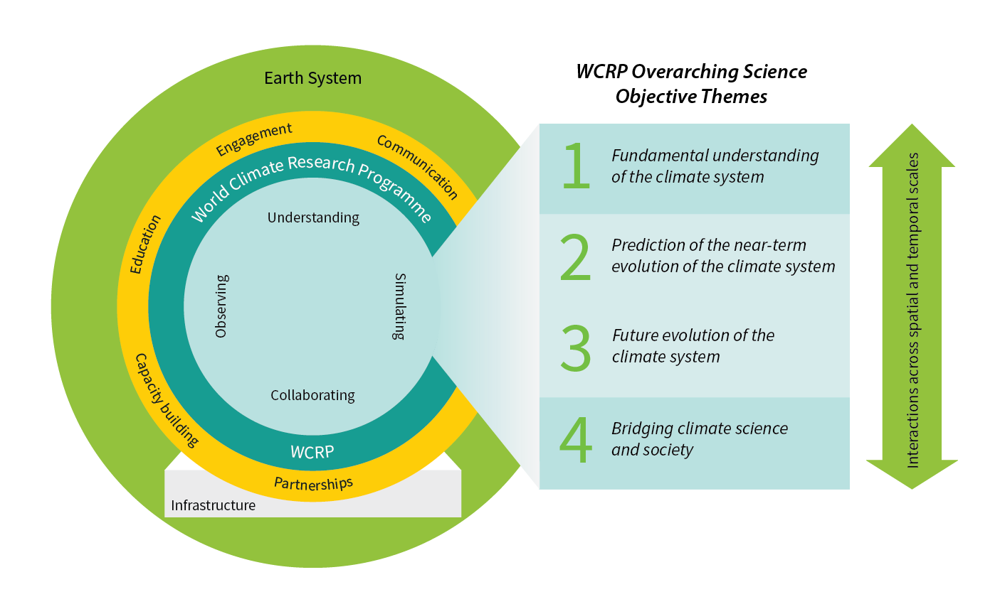 Earth System
Engagement
Communication
World Climate Research Programme
Education
Understanding
Observing
Simulating
Collaborating
Capacity building
WCRP
Partnerships
Infrastructure
WCRP Overarching Science
Objective Themes
1
Fundamental understanding
of the climate system
2
Prediction of the near-term
evolution of the climate system
3
Future evolution of the
climate system
4
Bridging climate science
and society
Interactions across spatial and temporal scales